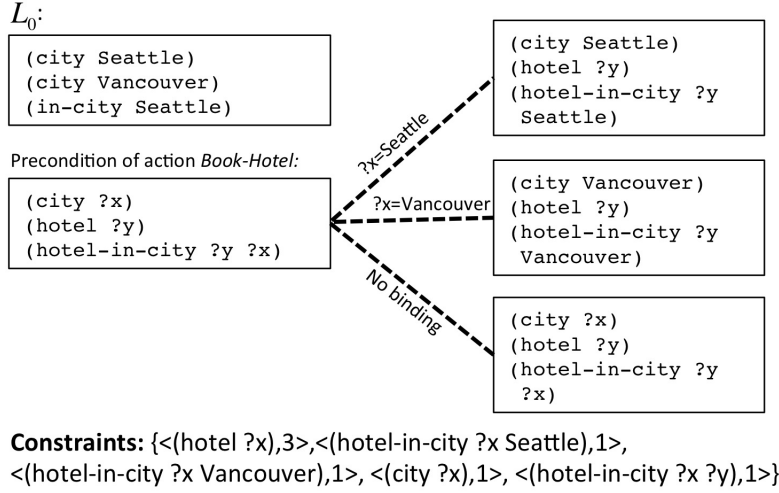 L0:
(city Seattle)
(city Vancouver)
(in-city Seattle)
Precondition of action Book-Hotel:
(city ?x)
(hotel ?y)
(hotel-in-city ?y ?x)
?x=Seattle
?x=Vancouver
No binding
(city Seattle)
(hotel ?y)
(hotel-in-city ?y
Seattle)
(city Vancouver)
(hotel ?y)
(hotel-in-city ?y
Vancouver)
(city ?x)
(hotel ?y)
(hotel-in-city ?y
?x)
Constraints: {<(hotel ?x),3>,<(hotel-in-city ?x Seattle),1>,
<(hotel-in-city ?x Vancouver),1>, <(city ?x),1>, <(hotel-in-city ?x ?y),1>}